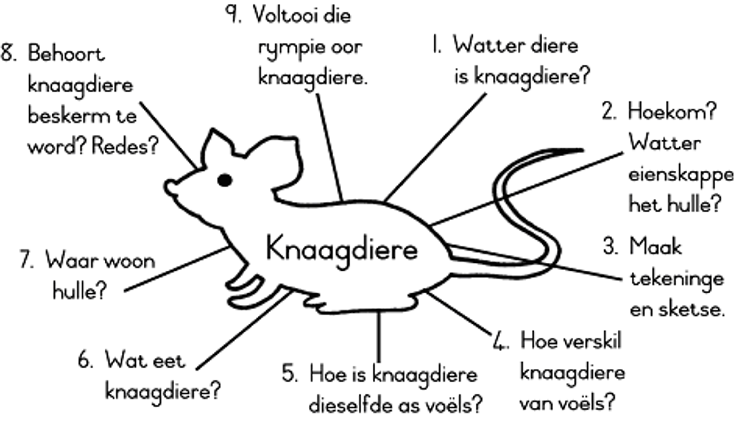 Knaagdiere
1. Watter diere
is knaagdiere?
2. Hoekom?
Watter
eienskappe
het hulle?
3. Maak
tekeninge
en sketse.
4. Hoe verskil
knaagdiere
van voëls?
5. Hoe is knaagdiere
dieselfde as voëls?
6. Wat eet
knaagdiere?
7. Waar woon
hulle?
8. Behoort
knaagdiere
beskerm te
word? Redes?
9. Voltooi die
rympie oor
knaagdiere.